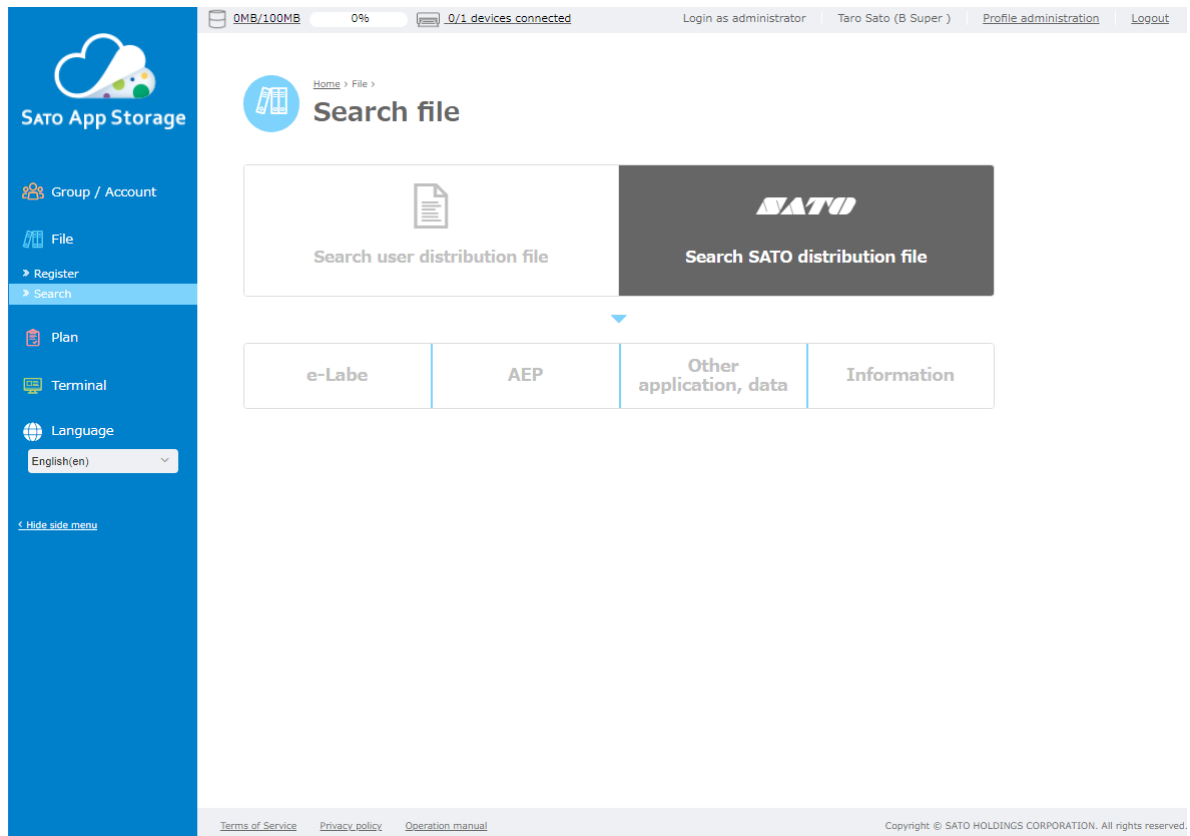 0MB/100MB 0% 0/1 devices connected Login as administrator Taro Sato (B Super ) Profile administration Logout
SATO App Storage
Group / Account
File
» Register
» Search
Plan
Terminal
Language
English(en)
< Hide side menu
Home > File >
Search file
Search user distribution file
SATO
Search SATO distribution file
e-Labe
AEP
Other
application, data
Information
Terms of Service Privacy policy Operation manual Copyright © SATO HOLDINGS CORPORATION. All rights reserved.